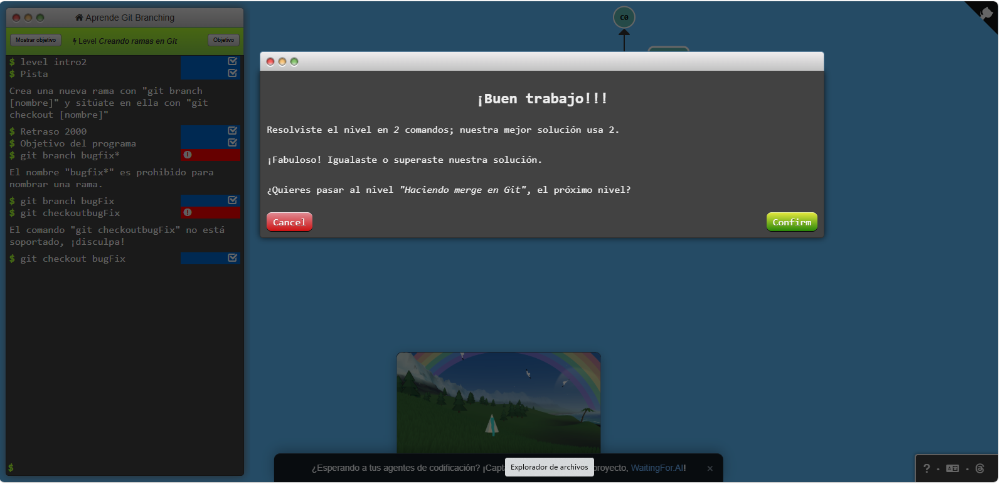 Aprende Git Branching
Mostrar objetivo
Level Creando ramas en Git
Objetivo
$ level intro2
$ Pista
Crea una nueva rama con "git branch
[nombre]" y sitúate en ella con "git
checkout [nombre]"
$ Retraso 2000
$ Objetivo del programa
$ git branch bugfix*
El nombre "bugfix*" es prohibido para
nombrar una rama.
$ git branch bugFix
$ git checkoutbugFix
El comando "git checkoutbugFix" no está
soportado, ¡disculpa!
$ git checkout bugFix
$
C0
¡Buen trabajo!!!
Resolviste el nivel en 2 comandos; nuestra mejor solución usa 2.
¡Fabuloso! Igualaste o superaste nuestra solución.
¿Quieres pasar al nivel "Haciendo merge en Git", el próximo nivel?
Cancel
Confirm
¿Esperando a tus agentes de codificación? ¡Capta
Explorador de archivos
proyecto, WaitingFor.AI!
×
?